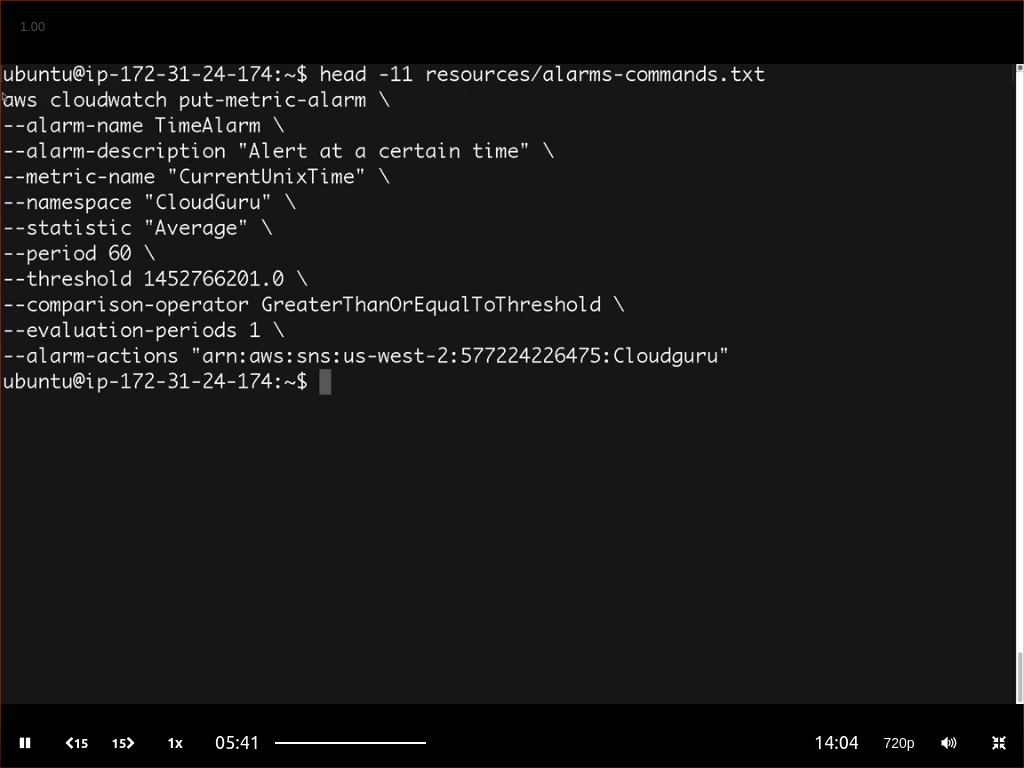 1.00
ubuntu@ip-172-31-24-174:~$ head -11 resources/alarms-commands.txt
aws cloudwatch put-metric-alarm \
--alarm-name TimeAlarm \
--alarm-description "Alert at a certain time" \
--metric-name "CurrentUnixTime" \
--namespace "CloudGuru" \
--statistic "Average" \
--period 60 \
--threshold 1452766201.0 \
--comparison-operator GreaterThanOrEqualToThreshold \
--evaluation-periods 1 \
--alarm-actions "arn:aws:sns:us-west-2:577224226475:Cloudguru"
ubuntu@ip-172-31-24-174:~$
15 15 1x 05:41 14:04 720p